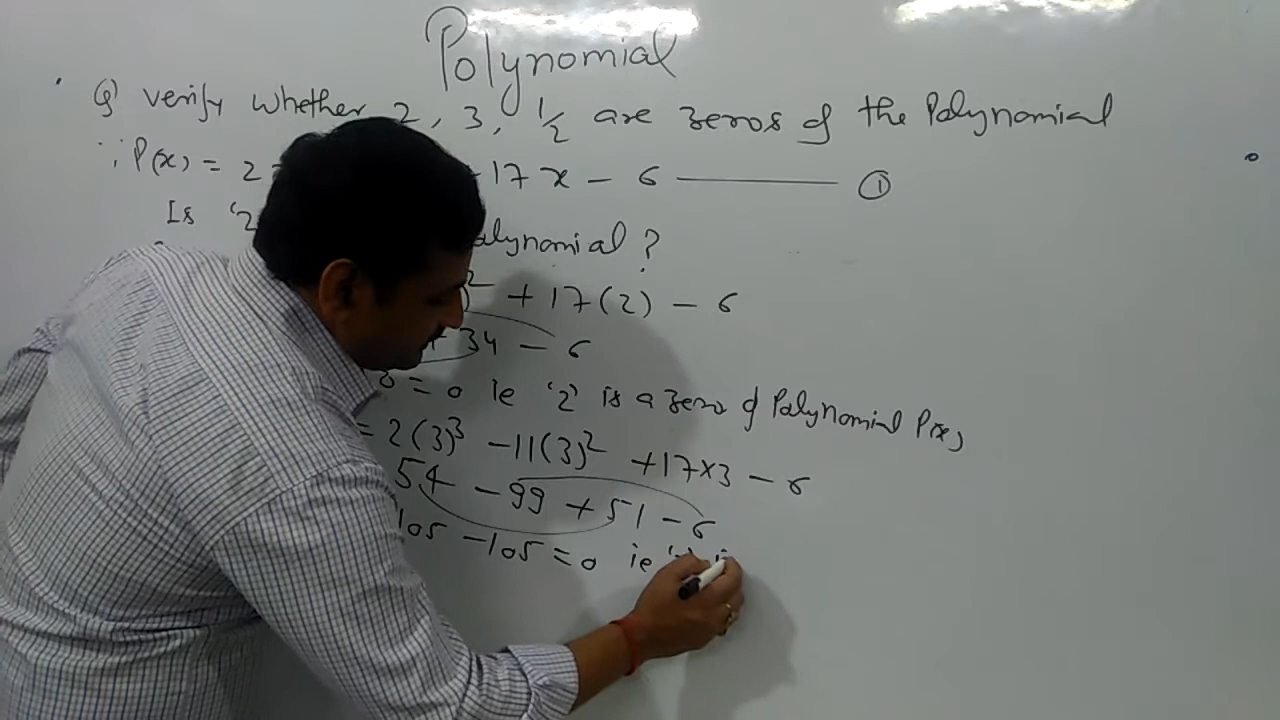 Polynomial
Q) verify whether 2, 3, 1/2 are zeros of the Polynomial
∵ P(x) = 2 17x - 6 ①
Is '2 Polynomial ?
)² + 17(2) - 6
+ 34 - 6
= 0 ie '2' is a zero of Polynomial P(x)
= 2(3)³ - 11(3)² + 17×3 - 6
54 - 99 + 51 - 6
105 - 105 = 0 ie